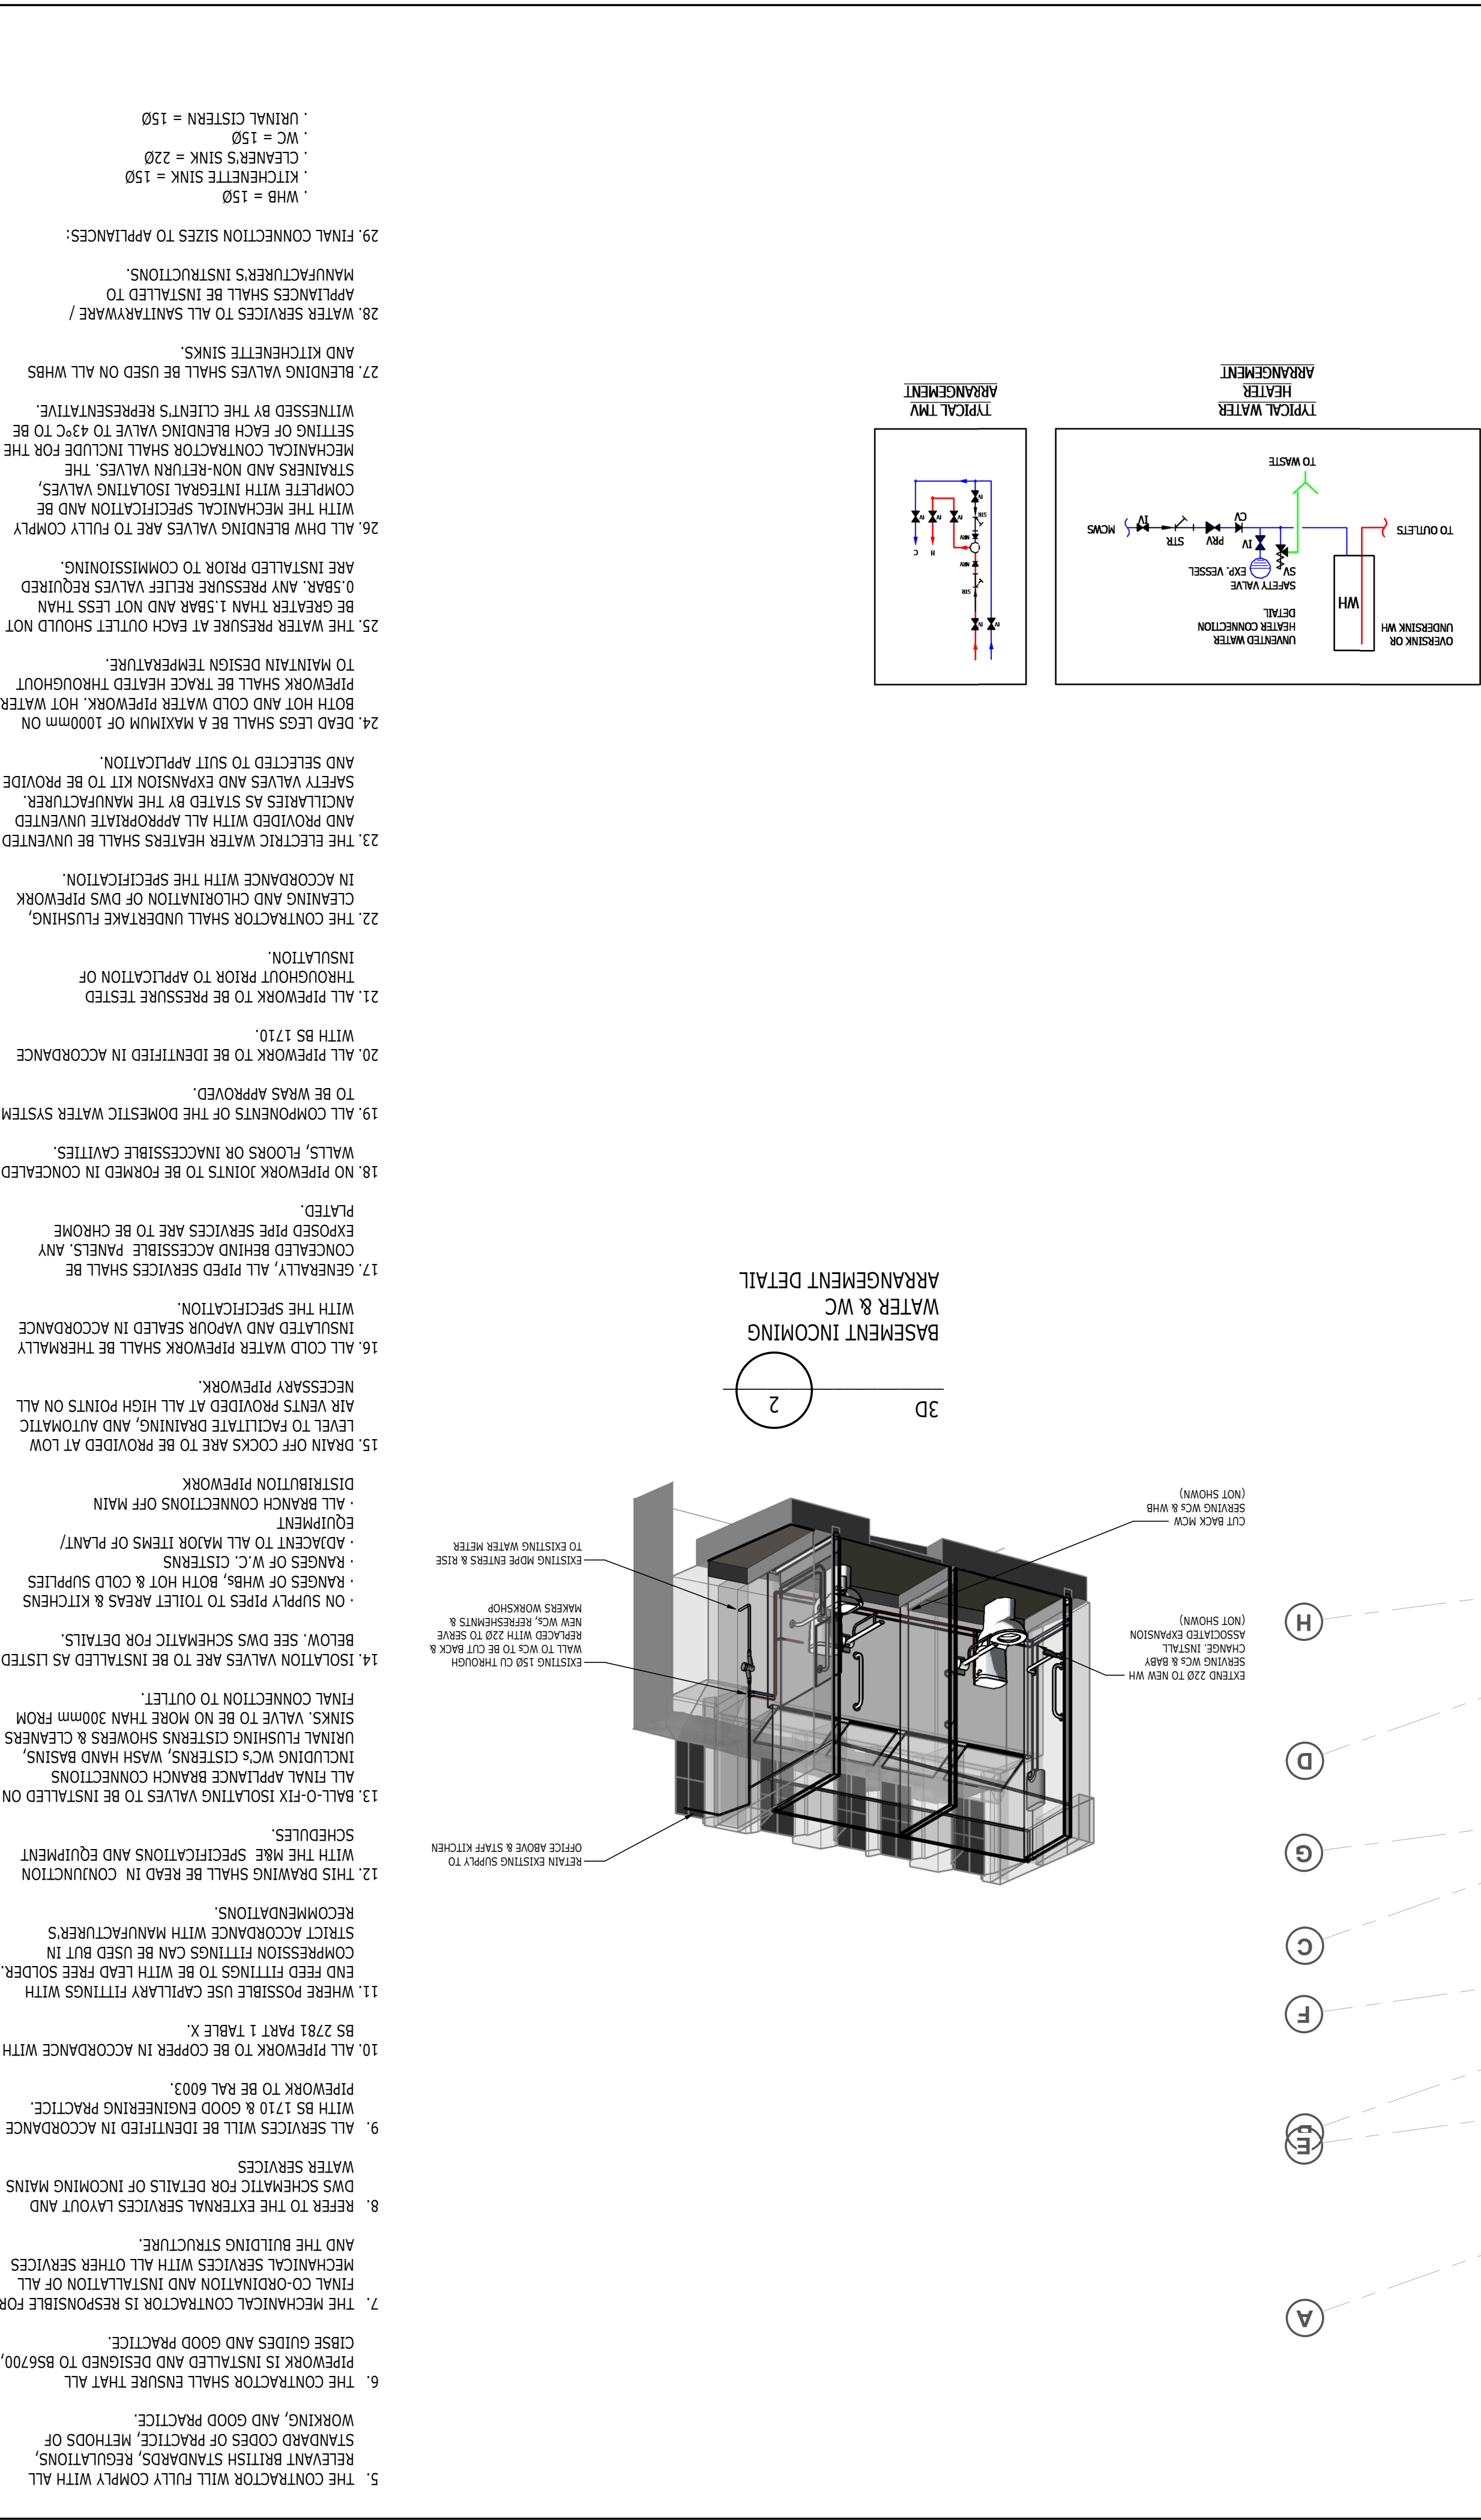 5. THE CONTRACTOR WILL FULLY COMPLY WITH ALL
RELEVANT BRITISH STANDARDS, REGULATIONS,
STANDARD CODES OF PRACTICE, METHODS OF
WORKING, AND GOOD PRACTICE.
6. THE CONTRACTOR SHALL ENSURE THAT ALL
PIPEWORK IS INSTALLED AND DESIGNED TO BS6700,
CIBSE GUIDES AND GOOD PRACTICE.
7. THE MECHANICAL CONTRACTOR IS RESPONSIBLE FOR
FINAL CO-ORDINATION AND INSTALLATION OF ALL
MECHANICAL SERVICES WITH ALL OTHER SERVICES
AND THE BUILDING STRUCTURE.
8. REFER TO THE EXTERNAL SERVICES LAYOUT AND
DWS SCHEMATIC FOR DETAILS OF INCOMING MAINS
WATER SERVICES
9. ALL SERVICES WILL BE IDENTIFIED IN ACCORDANCE
WITH BS 1710 & GOOD ENGINEERING PRACTICE.
PIPEWORK TO BE RAL 6003.
10. ALL PIPEWORK TO BE COPPER IN ACCORDANCE WITH
BS 2781 PART 1 TABLE X.
11. WHERE POSSIBLE USE CAPILLARY FITTINGS WITH
END FEED FITTINGS TO BE WITH LEAD FREE SOLDER.
COMPRESSION FITTINGS CAN BE USED BUT IN
STRICT ACCORDANCE WITH MANUFACTURER'S
RECOMMENDATIONS.
12. THIS DRAWING SHALL BE READ IN CONJUNCTION
WITH THE M&E SPECIFICATIONS AND EQUIPMENT
SCHEDULES.
13. BALL-O-FIX ISOLATING VALVES TO BE INSTALLED ON
ALL FINAL APPLIANCE BRANCH CONNECTIONS
INCLUDING WC's CISTERNS, WASH HAND BASINS,
URINAL FLUSHING CISTERNS SHOWERS & CLEANERS
SINKS. VALVE TO BE NO MORE THAN 300mm FROM
FINAL CONNECTION TO OUTLET.
14. ISOLATION VALVES ARE TO BE INSTALLED AS LISTED
BELOW. SEE DWS SCHEMATIC FOR DETAILS.
· ON SUPPLY PIPES TO TOILET AREAS & KITCHENS
· RANGES OF WHBs, BOTH HOT & COLD SUPPLIES
· RANGES OF W.C. CISTERNS
· ADJACENT TO ALL MAJOR ITEMS OF PLANT/
EQUIPMENT
· ALL BRANCH CONNECTIONS OFF MAIN
DISTRIBUTION PIPEWORK
15. DRAIN OFF COCKS ARE TO BE PROVIDED AT LOW
LEVEL TO FACILITATE DRAINING, AND AUTOMATIC
AIR VENTS PROVIDED AT ALL HIGH POINTS ON ALL
NECESSARY PIPEWORK.
16. ALL COLD WATER PIPEWORK SHALL BE THERMALLY
INSULATED AND VAPOUR SEALED IN ACCORDANCE
WITH THE SPECIFICATION.
17. GENERALLY, ALL PIPED SERVICES SHALL BE
CONCEALED BEHIND ACCESSIBLE PANELS. ANY
EXPOSED PIPE SERVICES ARE TO BE CHROME
PLATED.
18. NO PIPEWORK JOINTS TO BE FORMED IN CONCEALED
WALLS, FLOORS OR INACCESSIBLE CAVITIES.
19. ALL COMPONENTS OF THE DOMESTIC WATER SYSTEM
TO BE WRAS APPROVED.
20. ALL PIPEWORK TO BE IDENTIFIED IN ACCORDANCE
WITH BS 1710.
21. ALL PIPEWORK TO BE PRESSURE TESTED
THROUGHOUT PRIOR TO APPLICATION OF
INSULATION.
22. THE CONTRACTOR SHALL UNDERTAKE FLUSHING,
CLEANING AND CHLORINATION OF DWS PIPEWORK
IN ACCORDANCE WITH THE SPECIFICATION.
23. THE ELECTRIC WATER HEATERS SHALL BE UNVENTED
AND PROVIDED WITH ALL APPROPRIATE UNVENTED
ANCILLARIES AS STATED BY THE MANUFACTURER.
SAFETY VALVES AND EXPANSION KIT TO BE PROVIDE
AND SELECTED TO SUIT APPLICATION.
24. DEAD LEGS SHALL BE A MAXIMUM OF 1000mm ON
BOTH HOT AND COLD WATER PIPEWORK. HOT WATER
PIPEWORK SHALL BE TRACE HEATED THROUGHOUT
TO MAINTAIN DESIGN TEMPERATURE.
25. THE WATER PRESURE AT EACH OUTLET SHOULD NOT
BE GREATER THAN 1.5BAR AND NOT LESS THAN
0.5BAR. ANY PRESSURE RELIEF VALVES REQUIRED
ARE INSTALLED PRIOR TO COMMISSIONING.
26. ALL DHW BLENDING VALVES ARE TO FULLY COMPLY
WITH THE MECHANICAL SPECIFICATION AND BE
COMPLETE WITH INTEGRAL ISOLATING VALVES,
STRAINERS AND NON-RETURN VALVES. THE
MECHANICAL CONTRACTOR SHALL INCLUDE FOR THE
SETTING OF EACH BLENDING VALVE TO 43°C TO BE
WITNESSED BY THE CLIENT'S REPRESENTATIVE.
27. BLENDING VALVES SHALL BE USED ON ALL WHBS
AND KITCHENETTE SINKS.
28. WATER SERVICES TO ALL SANITARYWARE /
APPLIANCES SHALL BE INSTALLED TO
MANUFACTURER'S INSTRUCTIONS.
29. FINAL CONNECTION SIZES TO APPLIANCES:
. WHB = 15Ø
. KITCHENETTE SINK = 15Ø
. CLEANER'S SINK = 22Ø
. WC = 15Ø
. URINAL CISTERN = 15Ø
A
E
F
C
G
D
H
RETAIN EXISTING SUPPLY TO
OFFICE ABOVE & STAFF KITCHEN
EXTEND 22Ø TO NEW WH
SERVING WCs & BABY
CHANGE. INSTALL
ASSOCIATED EXPANSION
(NOT SHOWN)
EXISTING 15Ø CU THROUGH
WALL TO WCs TO BE CUT BACK &
REPLACED WITH 22Ø TO SERVE
NEW WCs, REFRESHMENTS &
MAKERS WORKSHOP
EXISTING MDPE ENTERS & RISE
TO EXISTING WATER METER
CUT BACK MCW
SERVING WCs & WHB
(NOT SHOWN)
3D
2
BASEMENT INCOMING
WATER & WC
ARRANGEMENT DETAIL
OVERSINK OR
UNDERSINK WH
WH
UNVENTED WATER
HEATER CONNECTION
DETAIL
SAFETY VALVE
SV
EXP. VESSEL
IV
TO OUTLETS
CV
PRV
STR
IV
MCWS
TO WASTE
TYPICAL WATER
HEATER
ARRANGEMENT
IV
IV
STR
NRV
NRV
H
C
STR
IV
IV
IV
IV
TYPICAL TMV
ARRANGEMENT